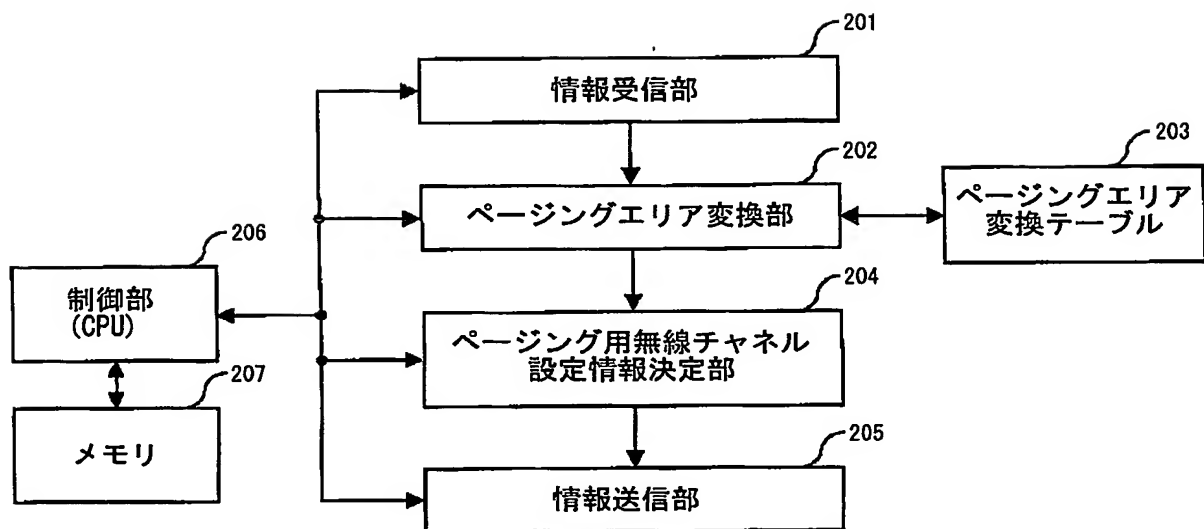 201
情報受信部
202
ページングエリア変換部
203
ページングエリア
変換テーブル
206
制御部
(CPU)
204
ページング用無線チャネル
設定情報決定部
207
メモリ
205
情報送信部